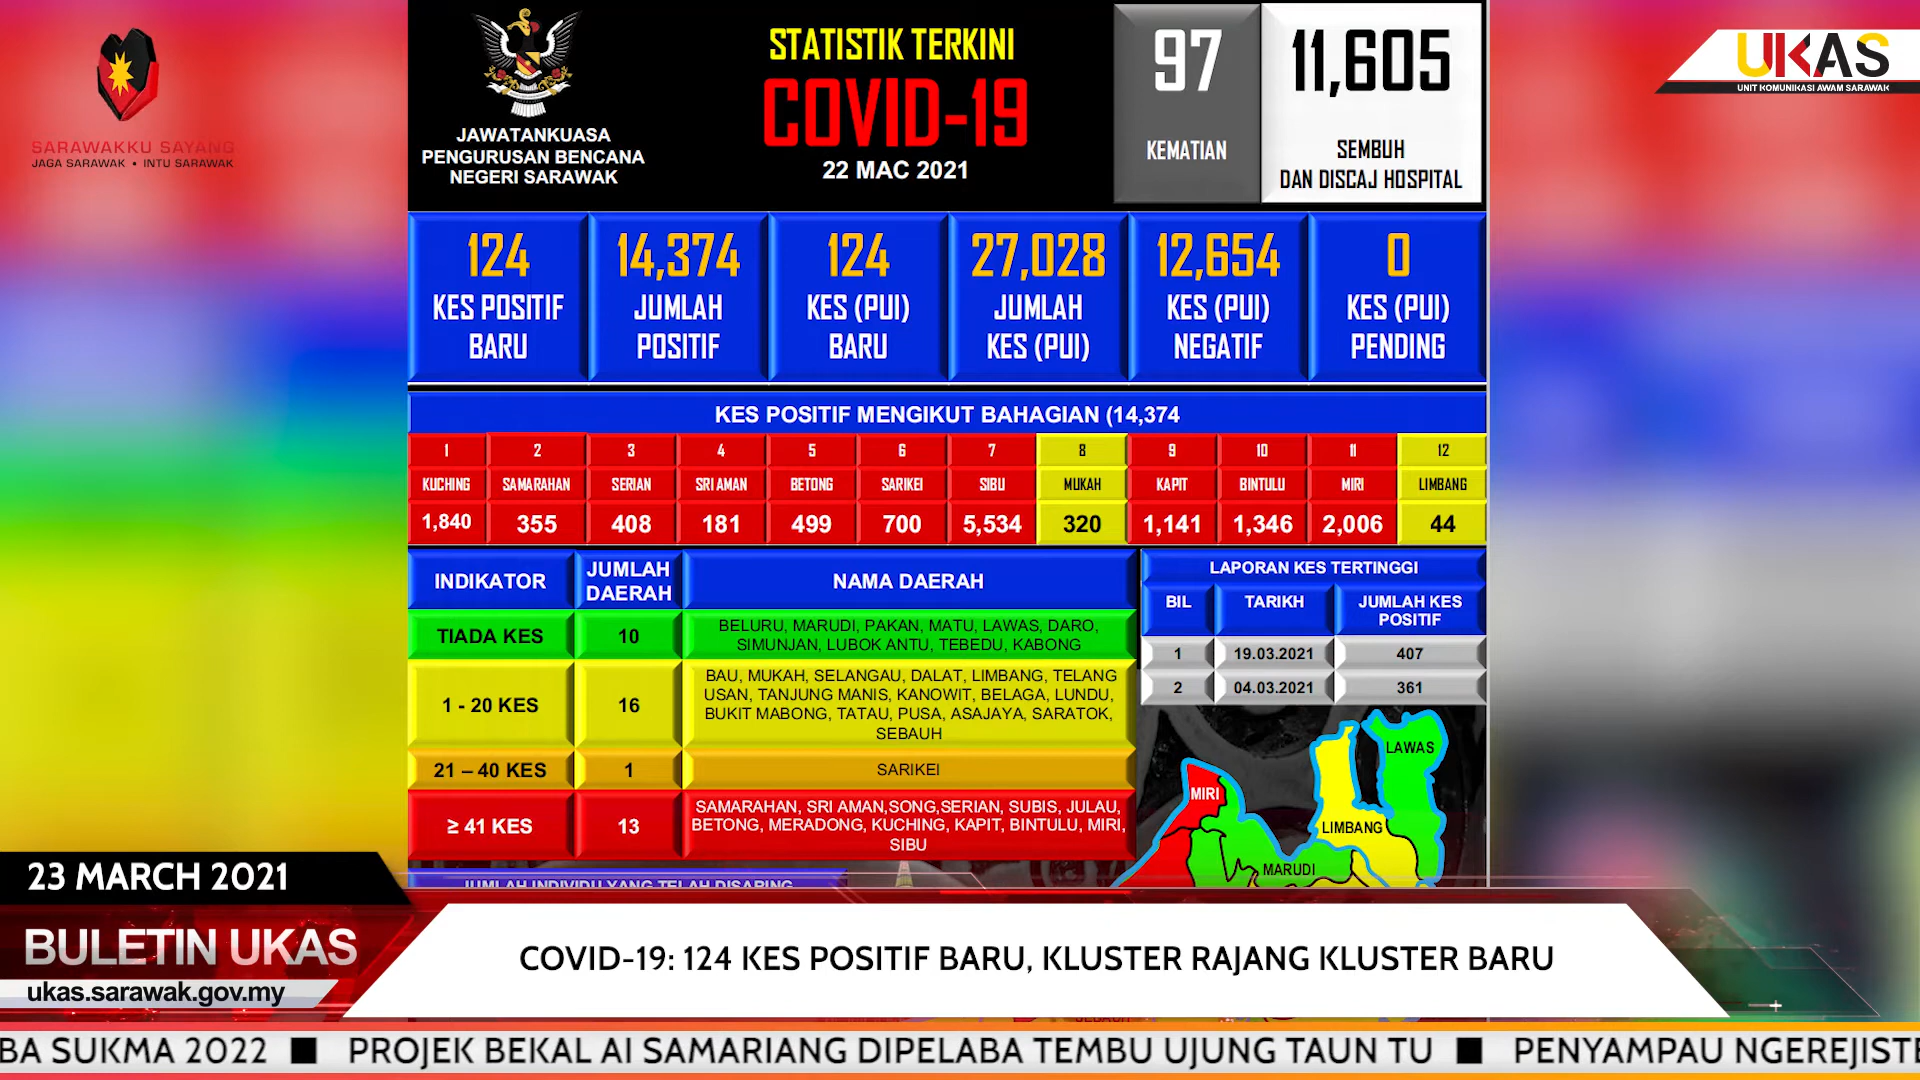 SARAWAKKU SAYANG
JAGA SARAWAK • INTU SARAWAK
JAWATANKUASA
PENGURUSAN BENCANA
NEGERI SARAWAK
STATISTIK TERKINI
COVID-19
22 MAC 2021
97
KEMATIAN
11,605
SEMBUH
DAN DISCAJ HOSPITAL
UKAS
UNIT KOMUNIKASI AWAM SARAWAK
124
KES POSITIF
BARU
14,374
JUMLAH
POSITIF
124
KES (PUI)
BARU
27,028
JUMLAH
KES (PUI)
12,654
KES (PUI)
NEGATIF
0
KES (PUI)
PENDING
KES POSITIF MENGIKUT BAHAGIAN (14,374
1 2 3 4 5 6 7 8 9 10 11 12
KUCHING SAMARAHAN SERIAN SRI AMAN BETONG SARIKEI SIBU MUKAH KAPIT BINTULU MIRI LIMBANG
1,840 355 408 181 499 700 5,534 320 1,141 1,346 2,006 44
INDIKATOR
JUMLAH
DAERAH
NAMA DAERAH
TIADA KES
10
BELURU, MARUDI, PAKAN, MATU, LAWAS, DARO,
SIMUNJAN, LUBOK ANTU, TEBEDU, KABONG
1 - 20 KES
16
BAU, MUKAH, SELANGAU, DALAT, LIMBANG, TELANG
USAN, TANJUNG MANIS, KANOWIT, BELAGA, LUNDU,
BUKIT MABONG, TATAU, PUSA, ASAJAYA, SARATOK,
SEBAUH
21 – 40 KES
1
SARIKEI
≥ 41 KES
13
SAMARAHAN, SRI AMAN,SONG,SERIAN, SUBIS, JULAU,
BETONG, MERADONG, KUCHING, KAPIT, BINTULU, MIRI,
SIBU
LAPORAN KES TERTINGGI
BIL
TARIKH
JUMLAH KES
POSITIF
1 19.03.2021 407
2 04.03.2021 361
LAWAS
MIRI
LIMBANG
MARUDI
JUMLAH INDIVIDU YANG TELAH DISARING
23 MARCH 2021
BULETIN UKAS
ukas.sarawak.gov.my
COVID-19: 124 KES POSITIF BARU, KLUSTER RAJANG KLUSTER BARU
BA SUKMA 2022 ■ PROJEK BEKAL AI SAMARIANG DIPELABA TEMBU UJUNG TAUN TU ■ PENYAMPAU NGEREJISTE